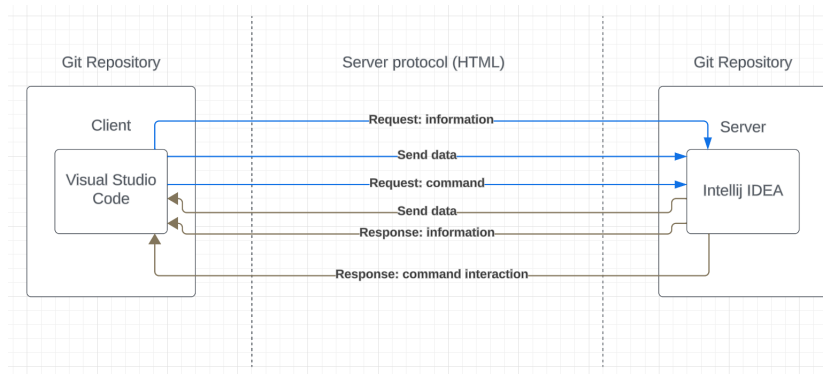 Git Repository
Server protocol (HTML)
Git Repository
Client
Request: information
Server
Send data
Visual Studio
Code
Request: command
Intellij IDEA
Send data
Response: information
Response: command interaction